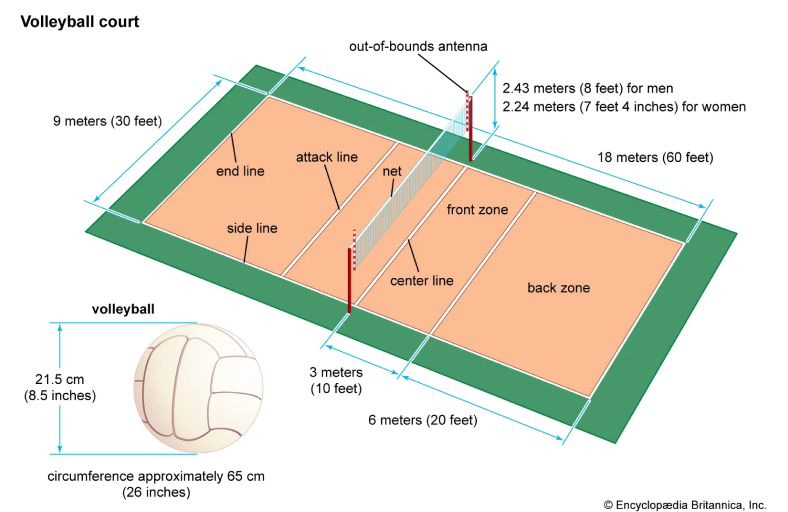 Volleyball court
out-of-bounds antenna
2.43 meters (8 feet) for men
2.24 meters (7 feet 4 inches) for women
9 meters (30 feet)
18 meters (60 feet)
end line
attack line
net
front zone
side line
center line
back zone
volleyball
21.5 cm
(8.5 inches)
3 meters
(10 feet)
6 meters (20 feet)
circumference approximately 65 cm
(26 inches)
© Encyclopædia Britannica, Inc.